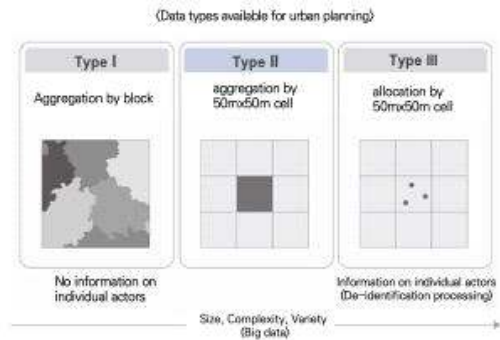 〈Data types available for urban planning〉
Type Ⅰ
Type Ⅱ
Type Ⅲ
Aggregation by block
aggregation by
50mx50m cell
allocation by
50mx50m cell
No information on
individual actors
Information on individual actors
(De-identification processing)
Size, Complexity, Variety
(Big data)